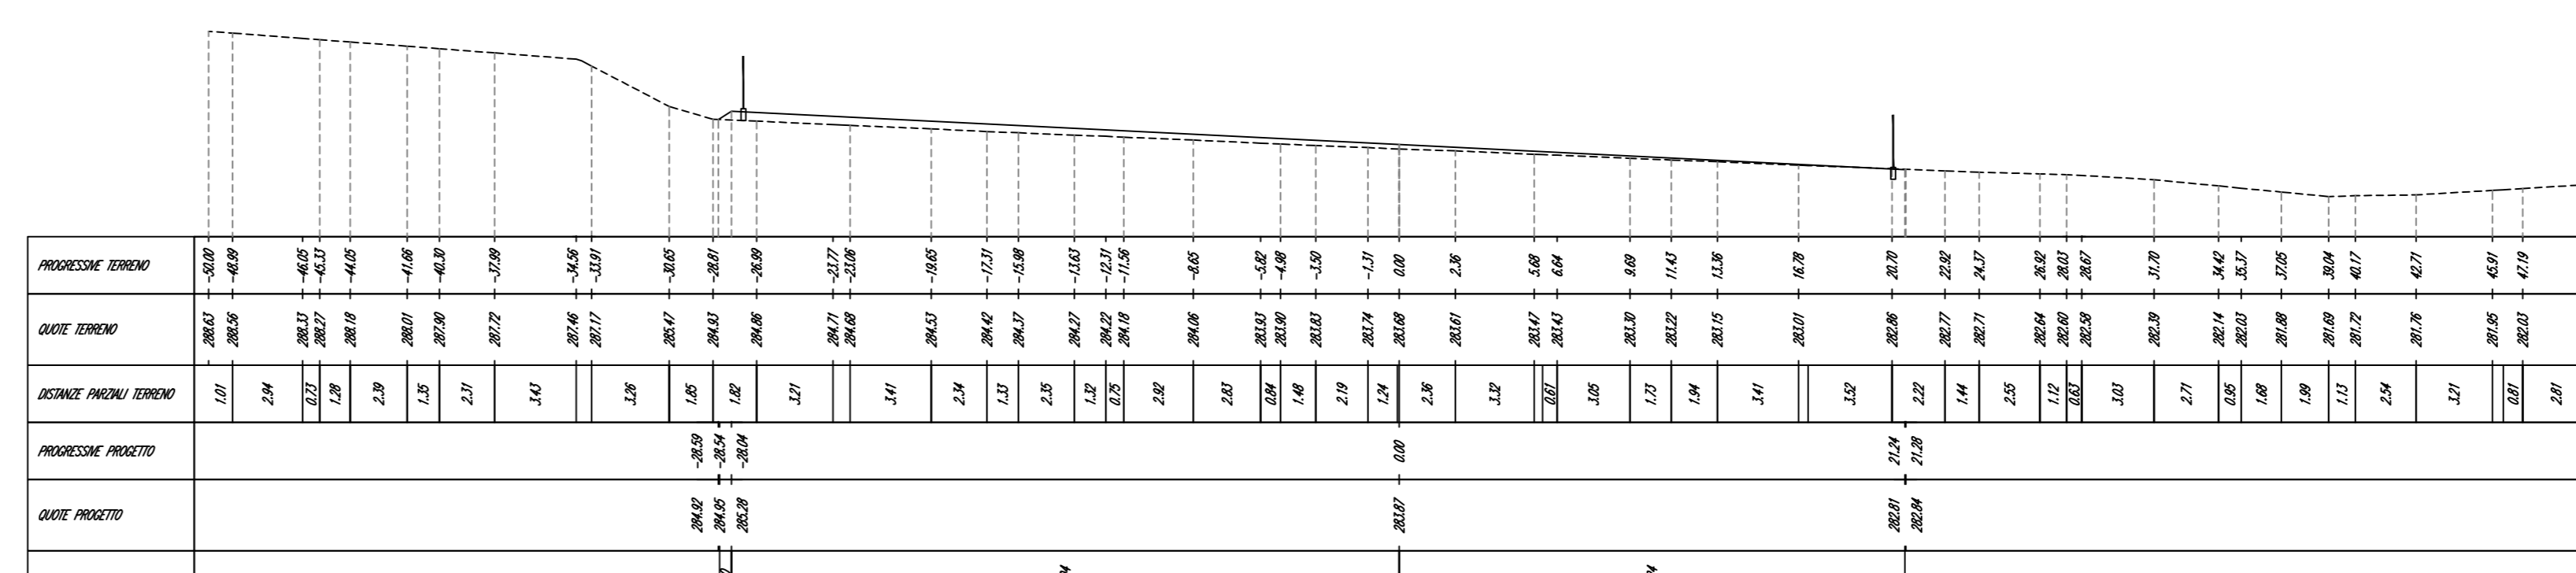 PROGRESSIVE TERRENO -50.00 -48.99 -46.05 -45.33 -44.05 -41.66 -40.30 -37.99 -34.56 -33.91 -30.65 -28.81 -26.99 -23.77 -23.06 -19.65 -17.31 -15.98 -13.63 -12.31 -11.56 -8.65 -5.82 -4.98 -3.50 -1.31 0.00 2.36 5.68 6.64 9.69 11.43 13.36 16.78 20.70 22.92 24.37 26.92 28.03 28.67 31.70 34.42 35.37 37.05 39.04 40.17 42.71 45.91 47.19
QUOTE TERRENO 288.63 288.56 288.33 288.27 288.18 288.01 287.90 287.72 287.46 287.17 285.47 284.93 284.86 284.71 284.68 284.53 284.42 284.37 284.27 284.22 284.18 284.06 283.93 283.90 283.83 283.74 283.68 283.61 283.47 283.43 283.30 283.22 283.15 283.01 282.86 282.77 282.71 282.64 282.60 282.58 282.39 282.14 282.03 281.88 281.69 281.72 281.76 281.95 282.03
DISTANZE PARZIALI TERRENO 1.01 2.94 0.73 1.28 2.39 1.35 2.31 3.43 3.26 1.85 1.82 3.21 3.41 2.34 1.33 2.35 1.32 0.75 2.92 2.83 0.84 1.48 2.19 1.24 2.36 3.32 0.61 3.05 1.73 1.94 3.41 3.52 2.22 1.44 2.55 1.12 0.63 3.03 2.71 0.95 1.68 1.99 1.13 2.54 3.21 0.81 2.81
PROGRESSIVE PROGETTO -28.59 -28.54 -28.04 0.00 21.24 21.28
QUOTE PROGETTO 284.92 284.95 285.28 283.87 282.81 282.84